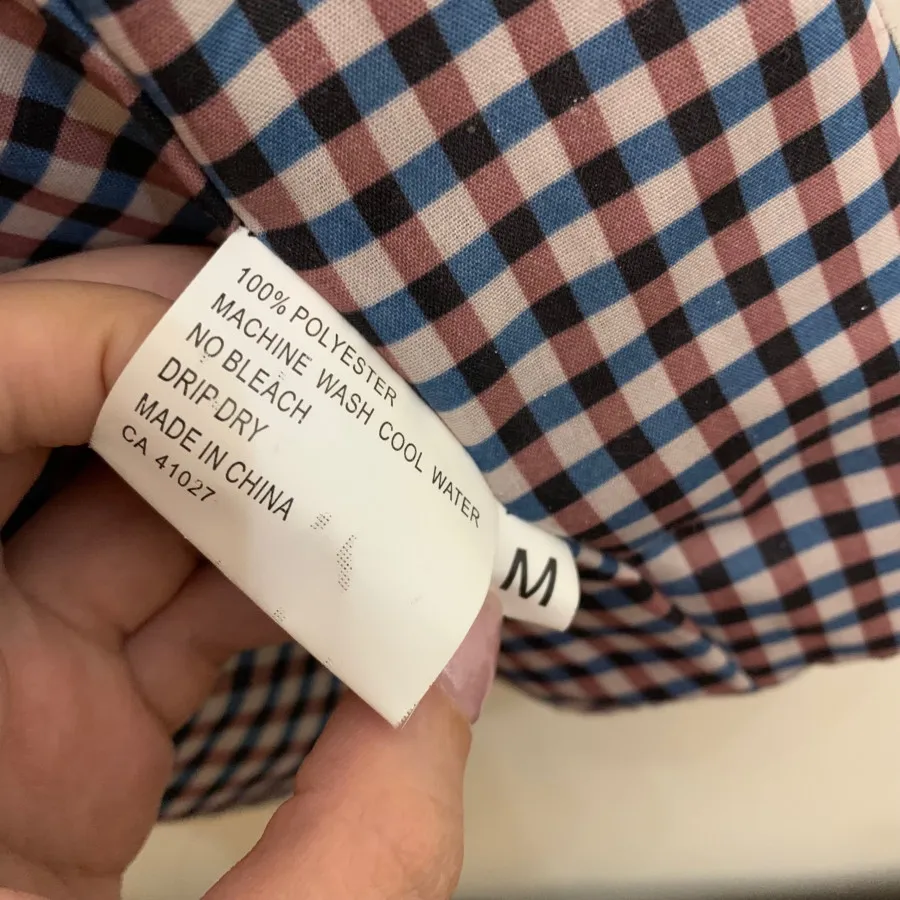 100% POLYESTER
MACHINE WASH COOL WATER
NO BLEACH
DRIP-DRY
MADE IN CHINA
CA 41027
M